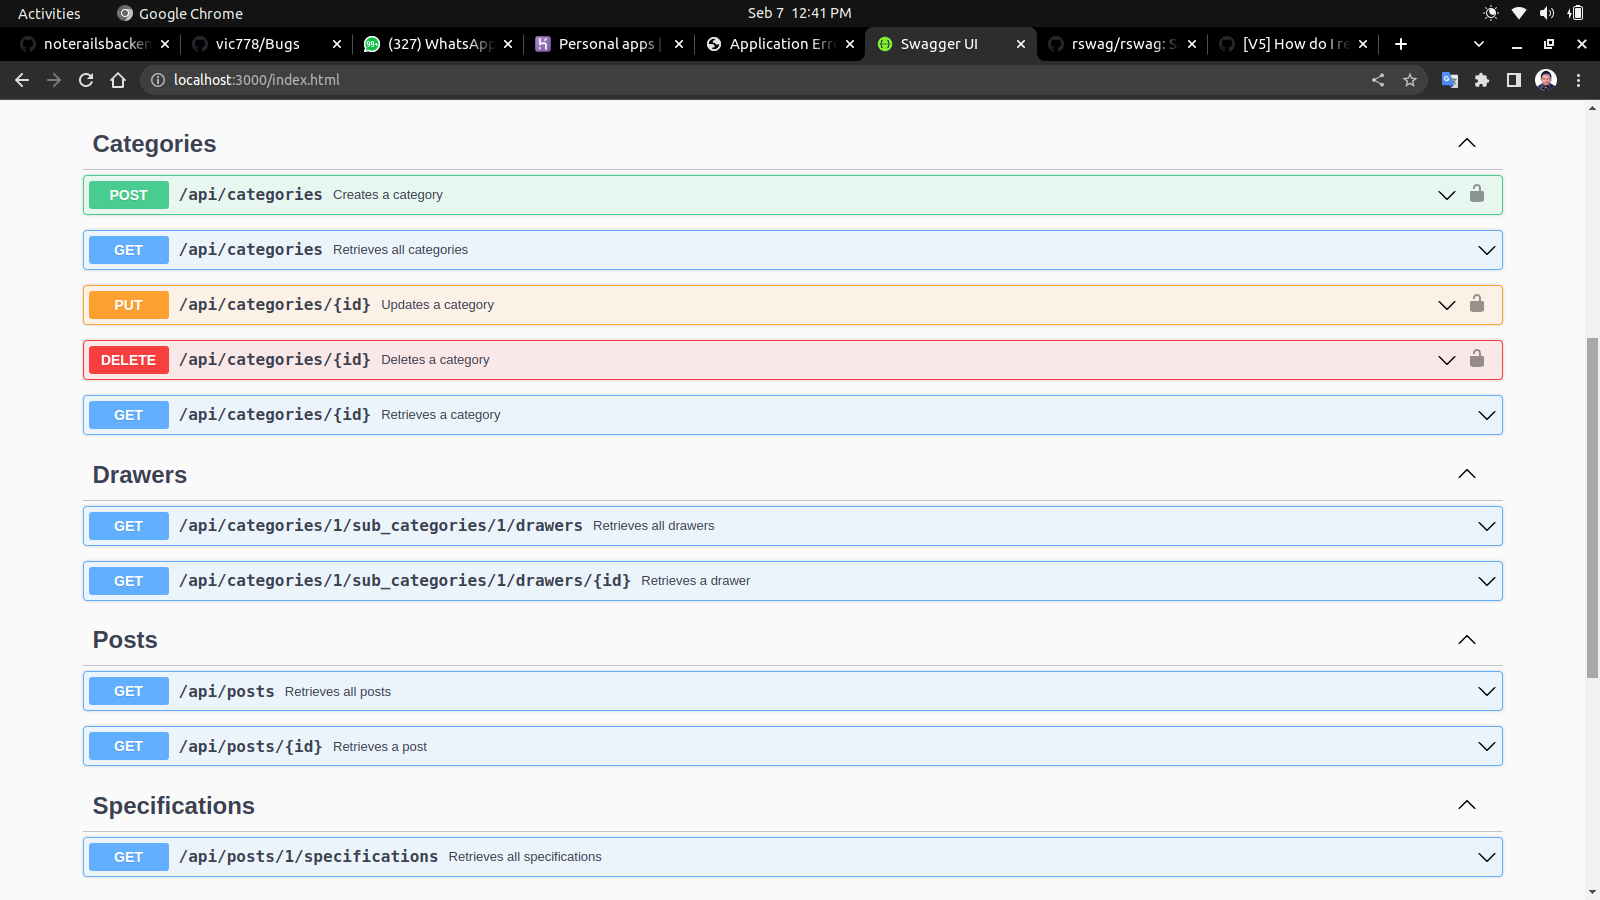 Activities
Google Chrome
Seb 7 12:41 PM
noterailsbacken
vic778/Bugs
99+
(327) WhatsApp
Personal apps |
Application Erro
Swagger UI
rswag/rswag: S
[V5] How do I re
localhost:3000/index.html
Categories
POST /api/categories Creates a category
GET /api/categories Retrieves all categories
PUT /api/categories/{id} Updates a category
DELETE /api/categories/{id} Deletes a category
GET /api/categories/{id} Retrieves a category
Drawers
GET /api/categories/1/sub_categories/1/drawers Retrieves all drawers
GET /api/categories/1/sub_categories/1/drawers/{id} Retrieves a drawer
Posts
GET /api/posts Retrieves all posts
GET /api/posts/{id} Retrieves a post
Specifications
GET /api/posts/1/specifications Retrieves all specifications